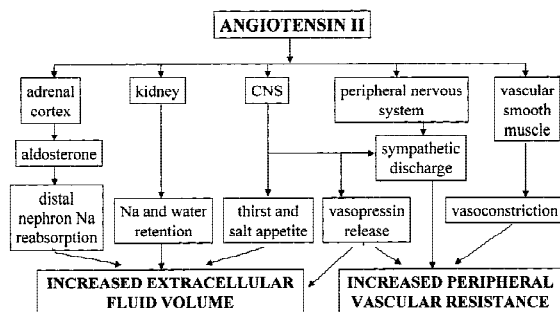 ANGIOTENSIN II
adrenal
cortex
kidney
CNS
peripheral nervous
system
vascular
smooth
muscle
aldosterone
sympathetic
discharge
distal
nephron Na
reabsorption
Na and water
retention
thirst and
salt appetite
vasopressin
release
vasoconstriction
INCREASED EXTRACELLULAR
FLUID VOLUME
INCREASED PERIPHERAL
VASCULAR RESISTANCE